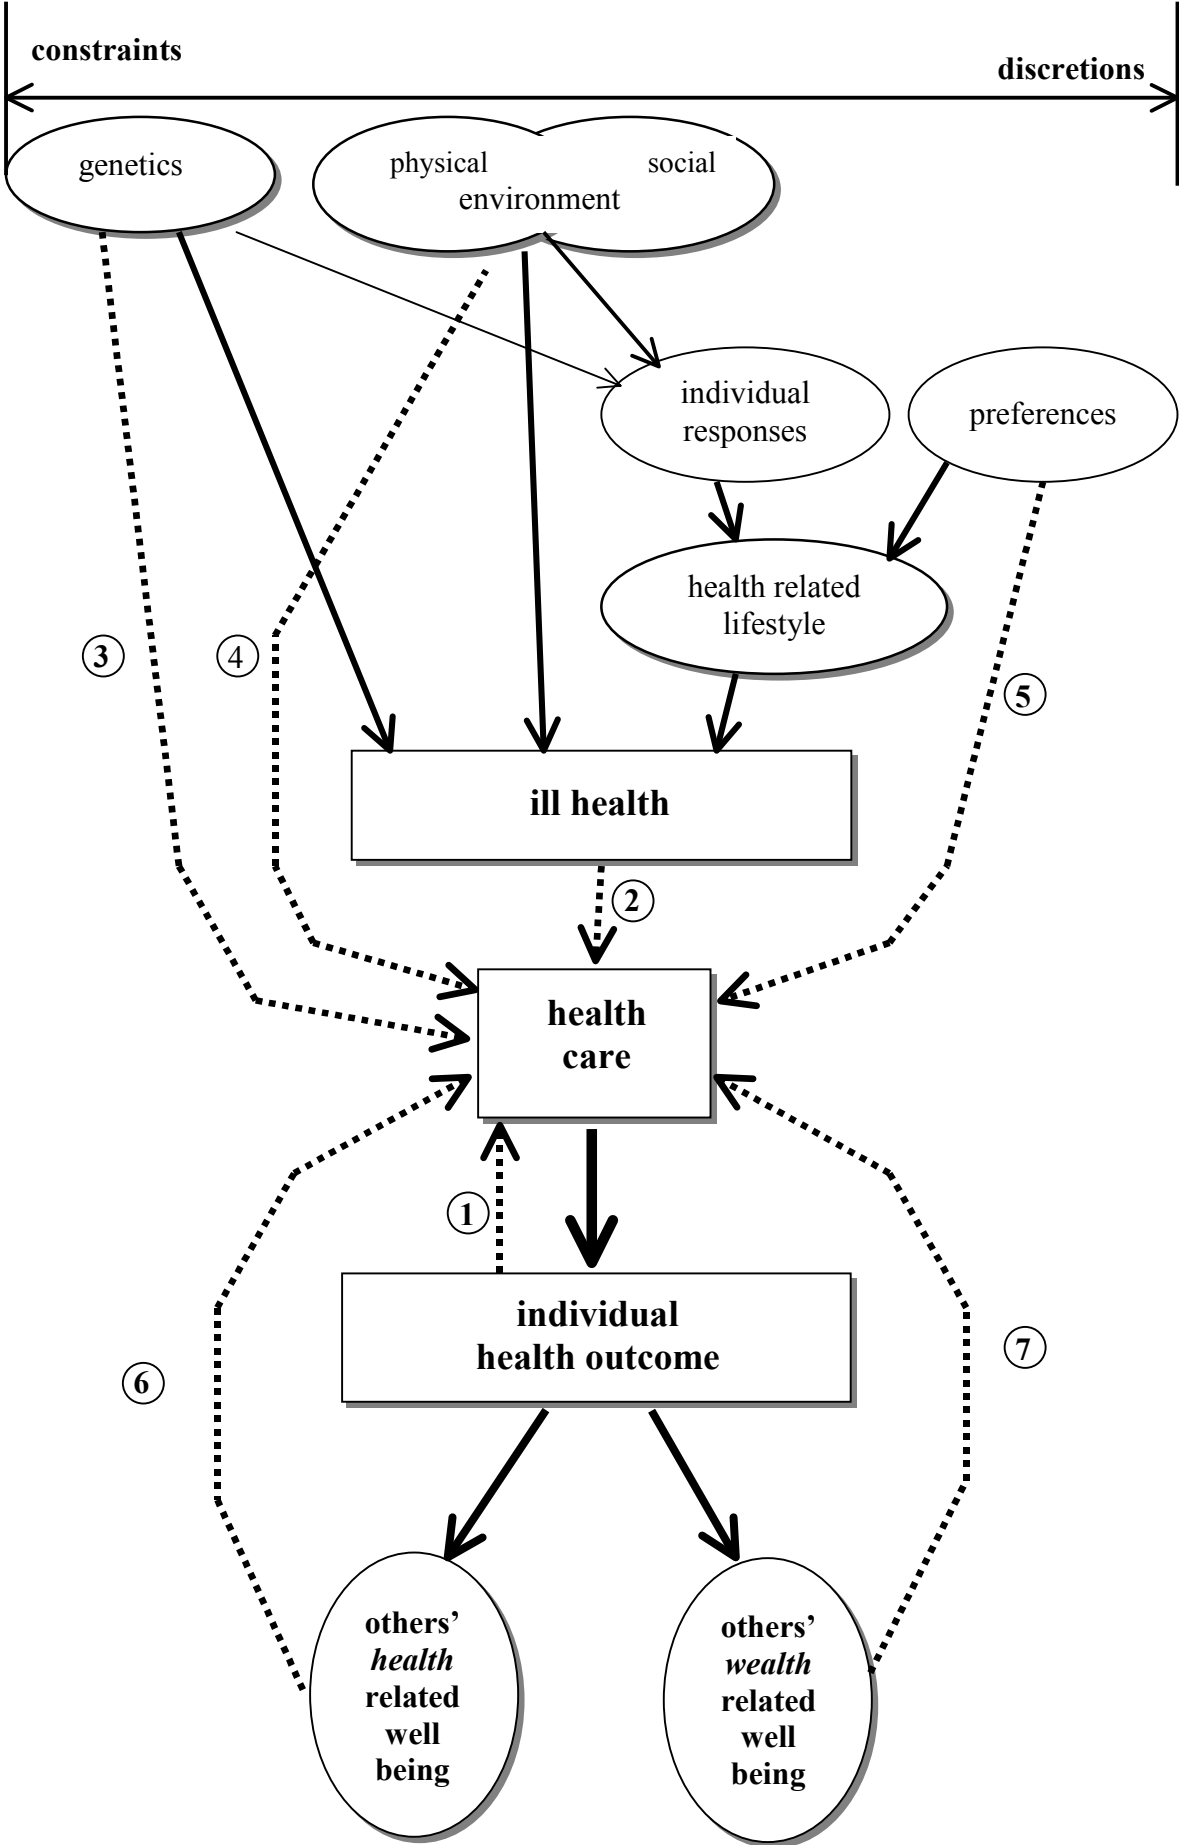 constraints
discretions
genetics
physical social
environment
individual
responses
preferences
health related
lifestyle
3
4
5
ill health
2
health
care
1
individual
health outcome
6
7
others’
health
related
well
being
others’
wealth
related
well
being